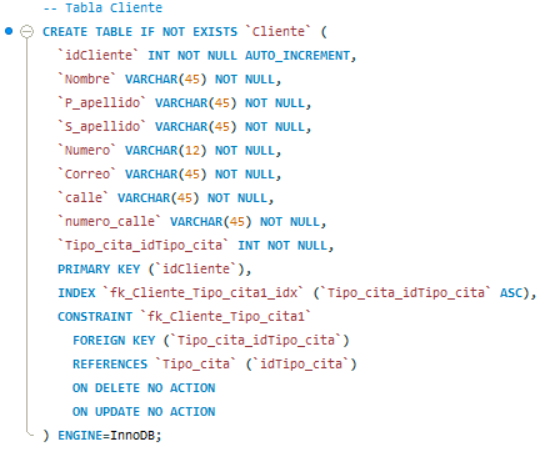 -- Tabla Cliente
CREATE TABLE IF NOT EXISTS `Cliente` (
`idCliente` INT NOT NULL AUTO_INCREMENT,
`Nombre` VARCHAR(45) NOT NULL,
`P_apellido` VARCHAR(45) NOT NULL,
`S_apellido` VARCHAR(45) NOT NULL,
`Numero` VARCHAR(12) NOT NULL,
`Correo` VARCHAR(45) NOT NULL,
`calle` VARCHAR(45) NOT NULL,
`numero_calle` VARCHAR(45) NOT NULL,
`Tipo_cita_idTipo_cita` INT NOT NULL,
PRIMARY KEY (`idCliente`),
INDEX `fk_Cliente_Tipo_cita1_idx` (`Tipo_cita_idTipo_cita` ASC),
CONSTRAINT `fk_Cliente_Tipo_cita1`
FOREIGN KEY (`Tipo_cita_idTipo_cita`)
REFERENCES `Tipo_cita` (`idTipo_cita`)
ON DELETE NO ACTION
ON UPDATE NO ACTION
) ENGINE=InnoDB;